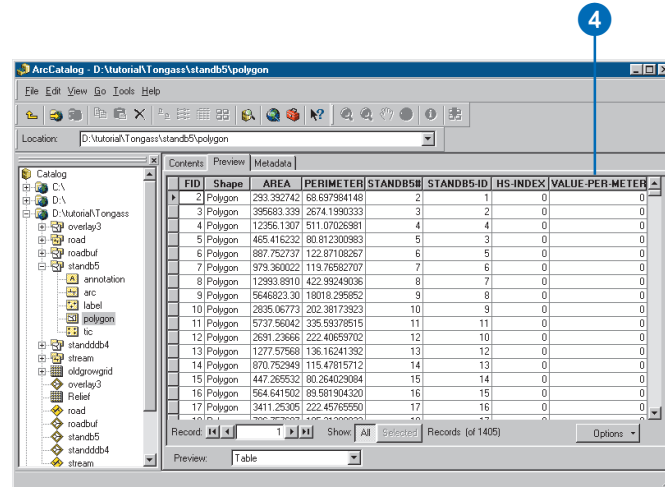 4
ArcCatalog - D:\tutorial\Tongass\standb5\polygon
File Edit View Go Tools Help
Location: D:\tutorial\Tongass\standb5\polygon
Contents Preview Metadata
Catalog
C:\
D:\
D:\tutorial\Tongass
overlay3
road
roadbuf
standb5
annotation
arc
label
polygon
tic
standddb4
stream
oldgrowgrid
overlay3
Relief
road
roadbuf
standb5
standddb4
stream
FID Shape AREA PERIMETER STANDB5# STANDB5-ID HS-INDEX VALUE-PER-METER
2 Polygon 293.392742 68.697984148 2 1 0 0
3 Polygon 395683.339 2674.1990333 3 2 0 0
4 Polygon 12356.1307 511.07026981 4 4 0 0
5 Polygon 465.416232 80.812300983 5 3 0 0
6 Polygon 887.752737 122.87108267 6 5 0 0
7 Polygon 979.360022 119.76582707 7 6 0 0
8 Polygon 12993.8910 422.99249036 8 7 0 0
9 Polygon 5646823.30 18018.295852 9 8 0 0
10 Polygon 2835.06773 202.38173923 10 9 0 0
11 Polygon 5737.56042 335.59378515 11 11 0 0
12 Polygon 2691.23666 222.40659702 12 10 0 0
13 Polygon 1277.57568 136.16241392 13 12 0 0
14 Polygon 870.752949 115.47815712 14 13 0 0
15 Polygon 447.265532 80.264029084 15 14 0 0
16 Polygon 564.641502 89.581904320 16 15 0 0
17 Polygon 3411.25305 222.45765550 17 16 0 0
Record: 1 Show: All Selected Records (of 1405) Options
Preview: Table